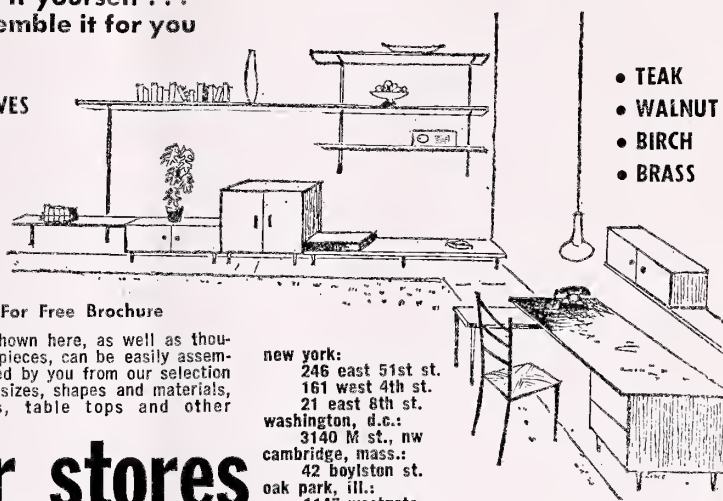 it yourself . . .
emble it for you
VES
• TEAK
• WALNUT
• BIRCH
• BRASS
For Free Brochure
hown here, as well as thou-
pieces, can be easily assem-
ed by you from our selection
sizes, shapes and materials,
s, table tops and other
r stores
new york:
246 east 51st st.
161 west 4th st.
21 east 8th st.
washington, d.c.:
3140 M st., nw
cambridge, mass.:
42 boylston st.
oak park, ill.: